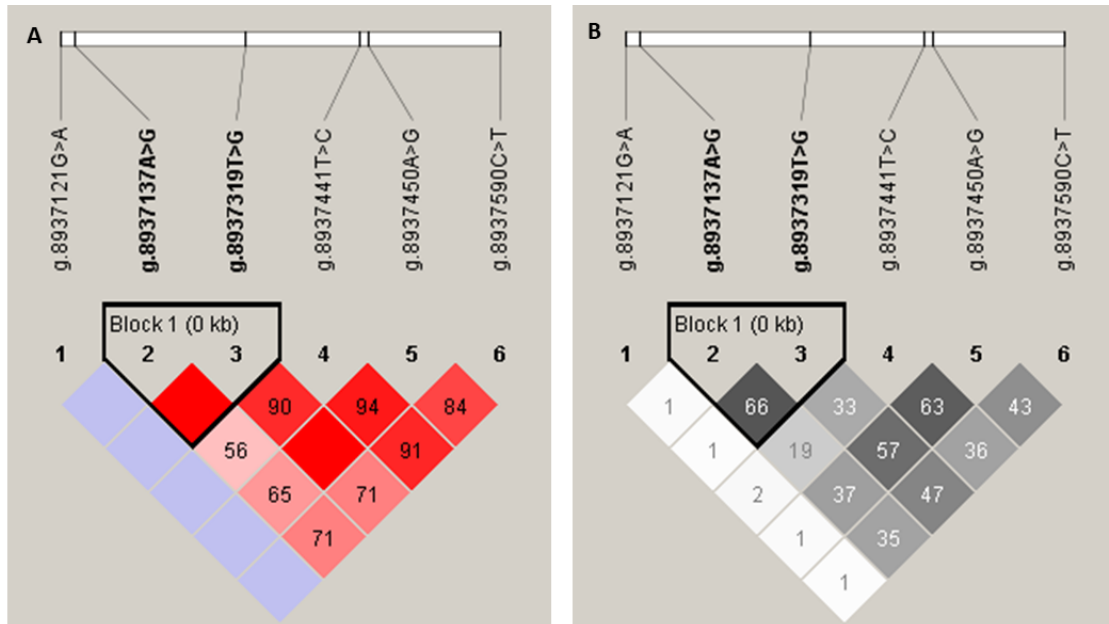 A
g.8937121G>A
g.8937137A>G
g.8937319T>G
g.8937441T>C
g.8937450A>G
g.8937590C>T
Block 1 (0 kb)
1 2 3 4 5 6
90 94 84
56 91
65 71
71
B
g.8937121G>A
g.8937137A>G
g.8937319T>G
g.8937441T>C
g.8937450A>G
g.8937590C>T
Block 1 (0 kb)
1 2 3 4 5 6
1 66 33 63 43
1 19 57 36
2 37 47
1 35
1